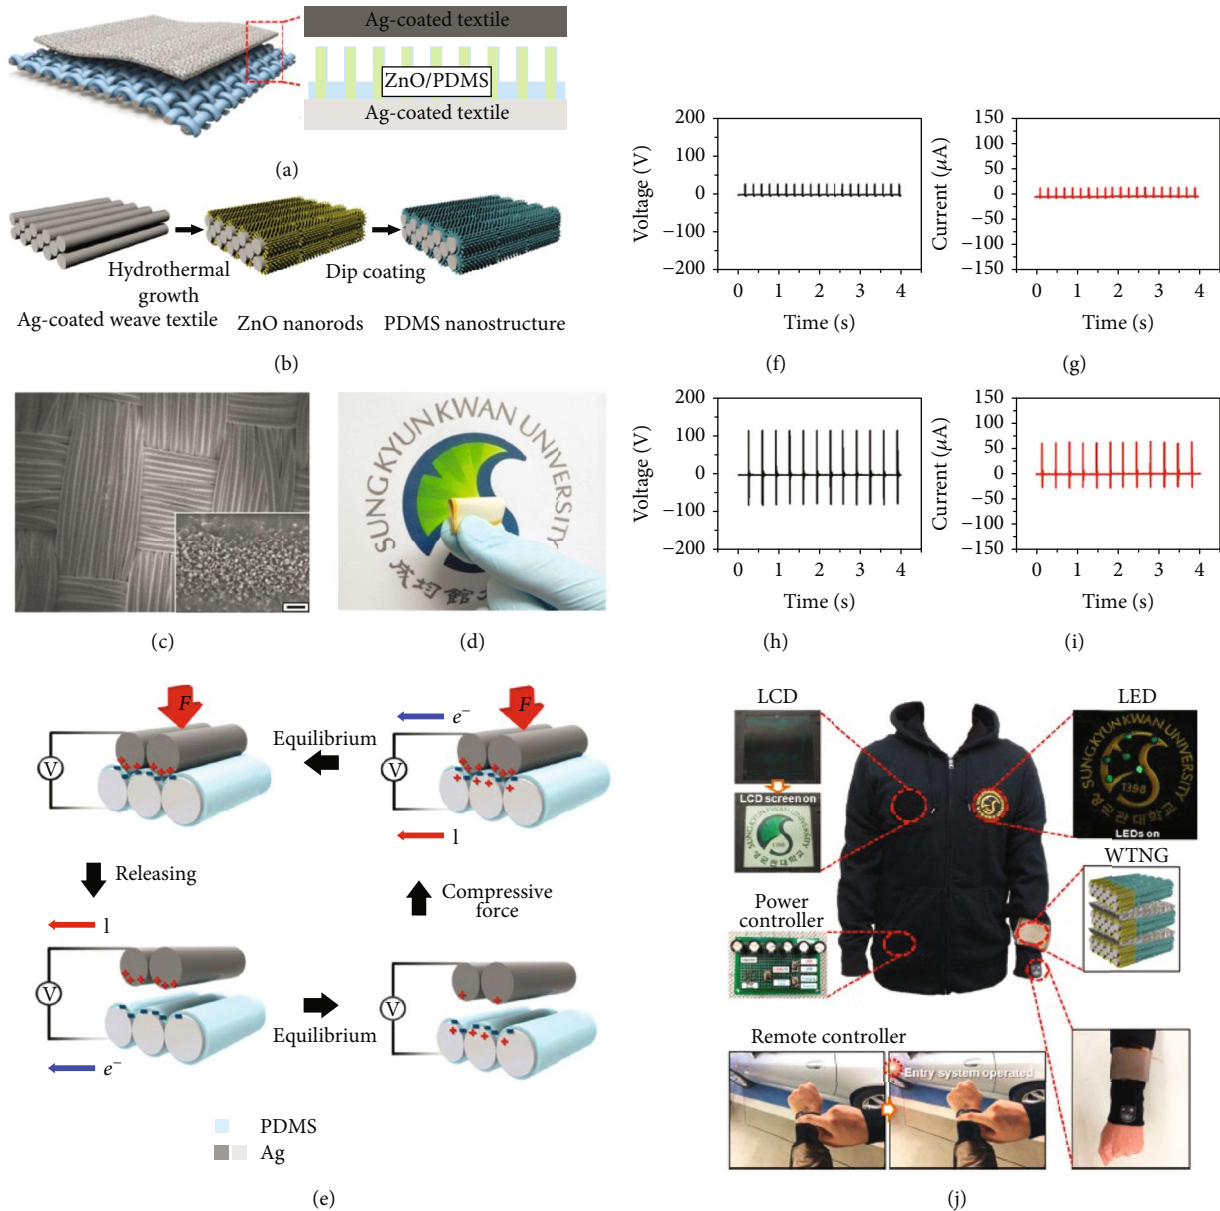 Ag-coated textile
ZnO/PDMS
Ag-coated textile
(a)
Hydrothermal
growth
Dip coating
Ag-coated weave textile
ZnO nanorods
PDMS nanostructure
(b)
(c)
SUNGKYUNKWAN UNIVERSITY
成均館
(d)
F
V
Equilibrium
e⁻
F
V
I
Releasing
Compressive
force
I
V
e⁻
Equilibrium
V
PDMS
Ag
(e)
Voltage (V)
200
100
0
−100
−200
0 1 2 3 4
Time (s)
(f)
Current (μA)
150
100
50
0
−50
−100
−150
0 1 2 3 4
Time (s)
(g)
Voltage (V)
200
100
0
−100
−200
0 1 2 3 4
Time (s)
(h)
Current (μA)
150
100
50
0
−50
−100
−150
0 1 2 3 4
Time (s)
(i)
LCD
LCD screen on
1398
LED
SUNGKYUNKWAN UNIVERSITY
1398
LEDs on
WTNG
Power
controller
Remote controller
Entry system operated
(j)